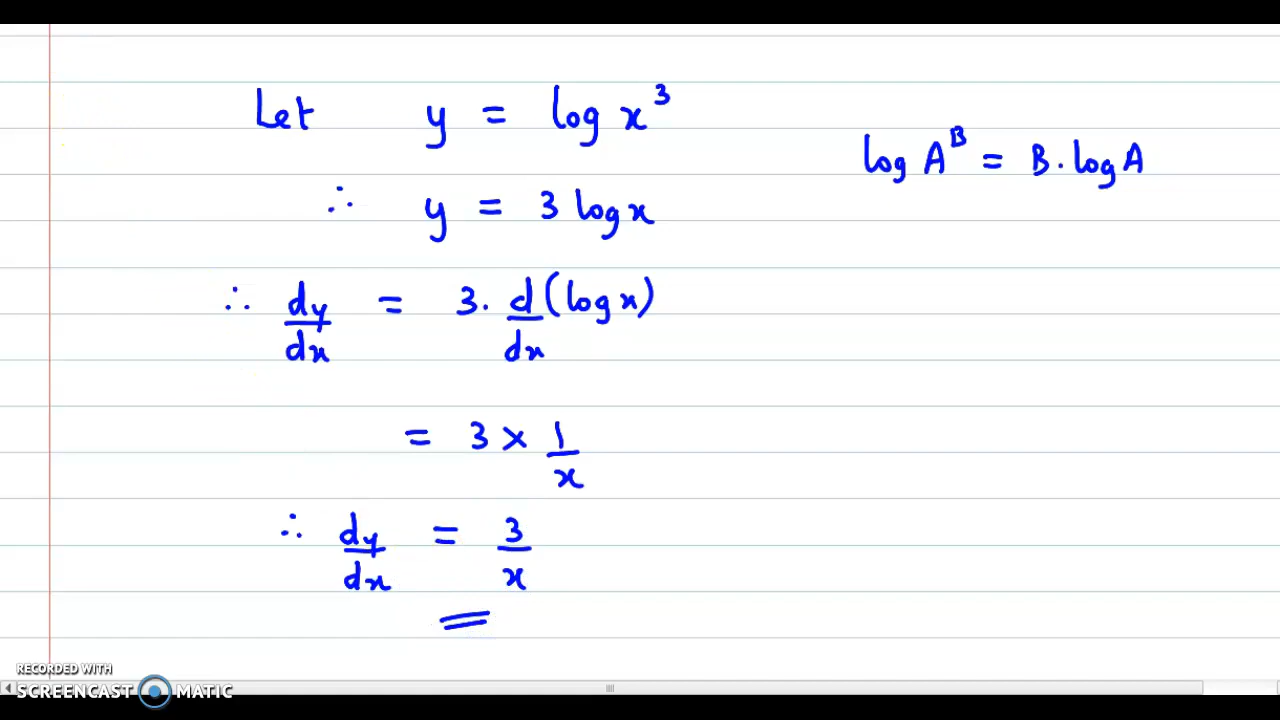 Let y = log x³
log Aᴮ = B . log A
∴ y = 3 log x
∴ dy/dx = 3 . d/dx (log x)
= 3 × 1/x
∴ dy/dx = 3/x
RECORDED WITH
SCREENCAST MATIC